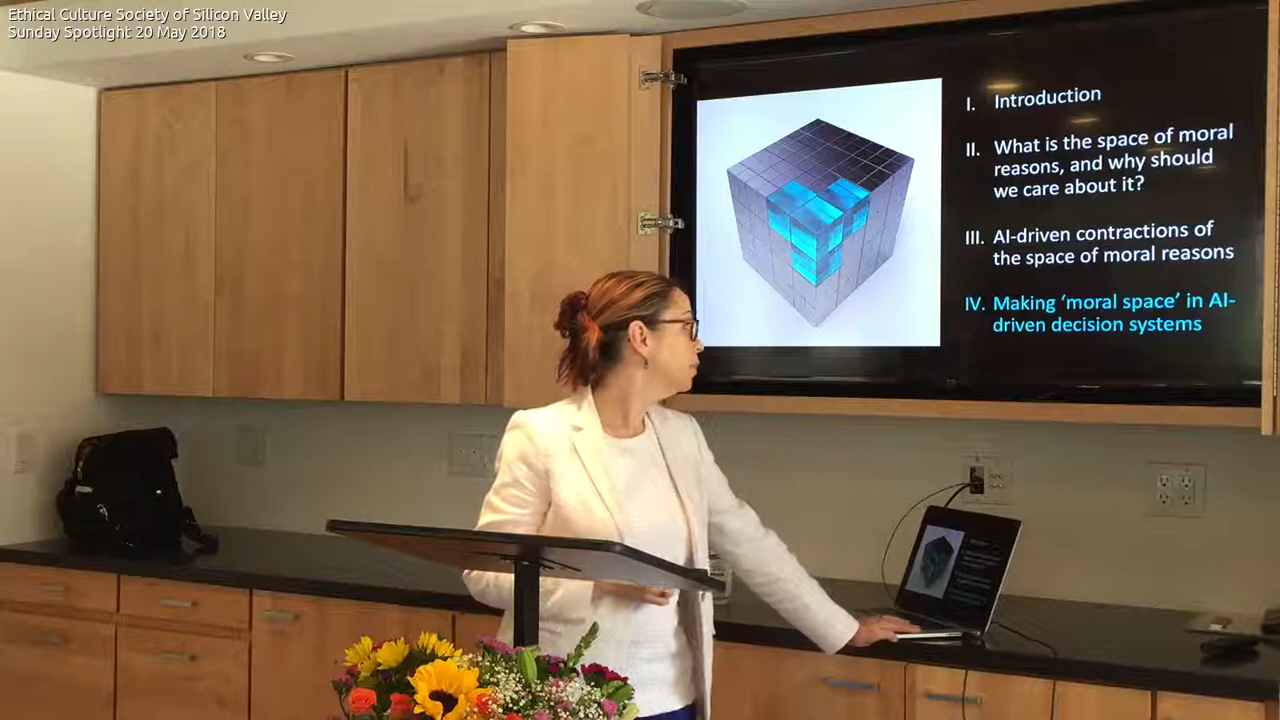 Ethical Culture Society of Silicon Valley
Sunday Spotlight 20 May 2018
I. Introduction
II. What is the space of moral
reasons, and why should
we care about it?
III. AI-driven contractions of
the space of moral reasons
IV. Making ‘moral space’ in AI-
driven decision systems